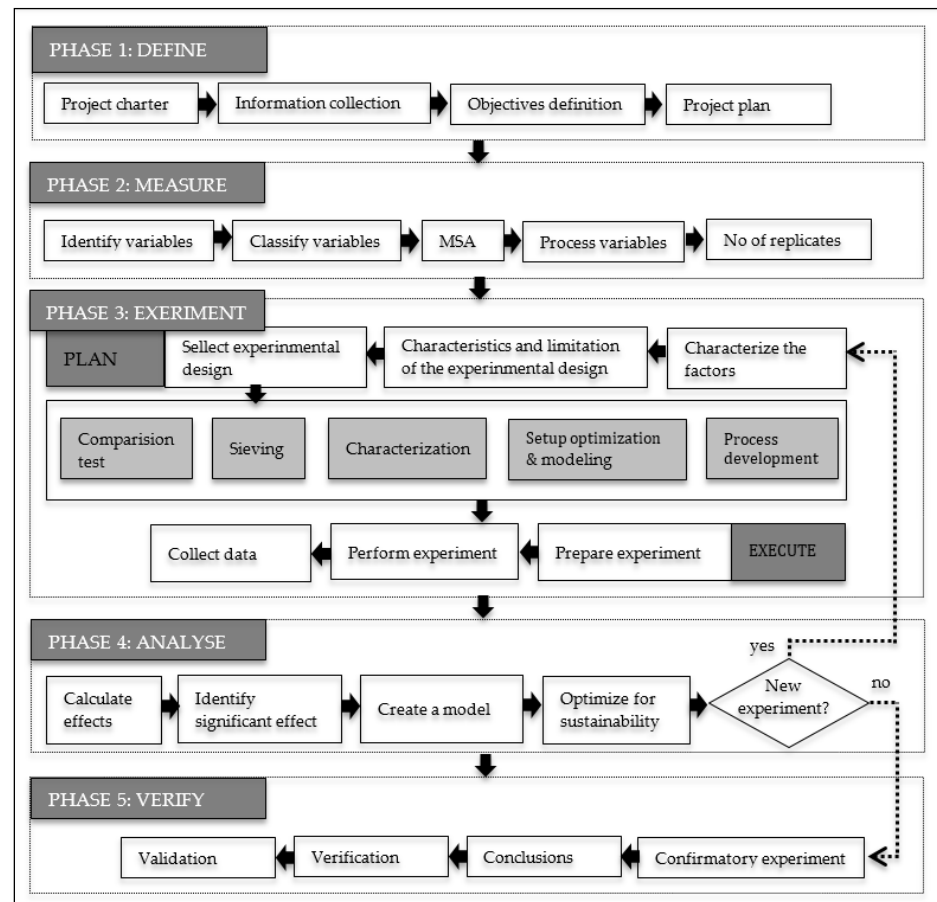 PHASE 1: DEFINE
Project charter
Information collection
Objectives definition
Project plan
PHASE 2: MEASURE
Identify variables
Classify variables
MSA
Process variables
No of replicates
PHASE 3: EXERIMENT
PLAN
Sellect experinmental
design
Characteristics and limitation
of the experinmental design
Characterize the
factors
Comparision
test
Sieving
Characterization
Setup optimization
& modeling
Process
development
Collect data
Perform experiment
Prepare experiment
EXECUTE
PHASE 4: ANALYSE
Calculate
effects
Identify
significant effect
Create a model
Optimize for
sustainability
New
experiment?
yes
no
PHASE 5: VERIFY
Validation
Verification
Conclusions
Confirmatory experiment